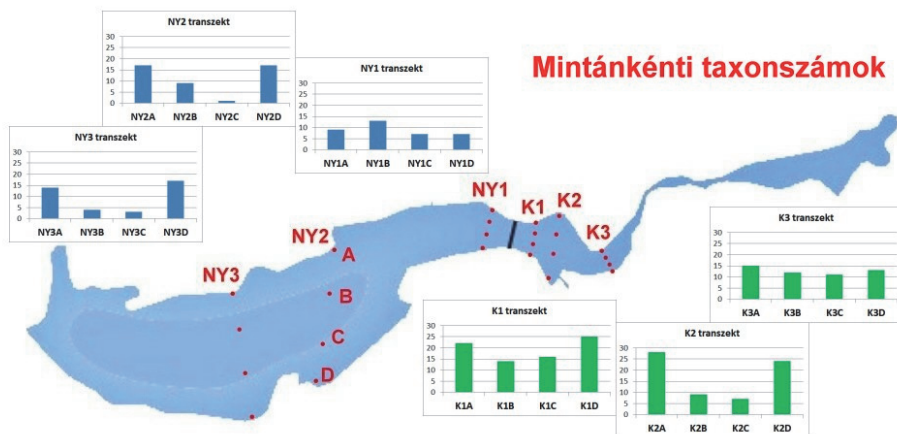 NY2 transzekt
30
25
20
15
10
5
0
NY2A NY2B NY2C NY2D
NY1 transzekt
30
25
20
15
10
5
0
NY1A NY1B NY1C NY1D
Mintánkénti taxonszámok
NY3 transzekt
30
25
20
15
10
5
0
NY3A NY3B NY3C NY3D
NY1
K1
K2
K3
NY2
A
NY3
B
C
D
K3 transzekt
30
25
20
15
10
5
0
K3A K3B K3C K3D
K1 transzekt
30
25
20
15
10
5
0
K1A K1B K1C K1D
K2 transzekt
30
25
20
15
10
5
0
K2A K2B K2C K2D